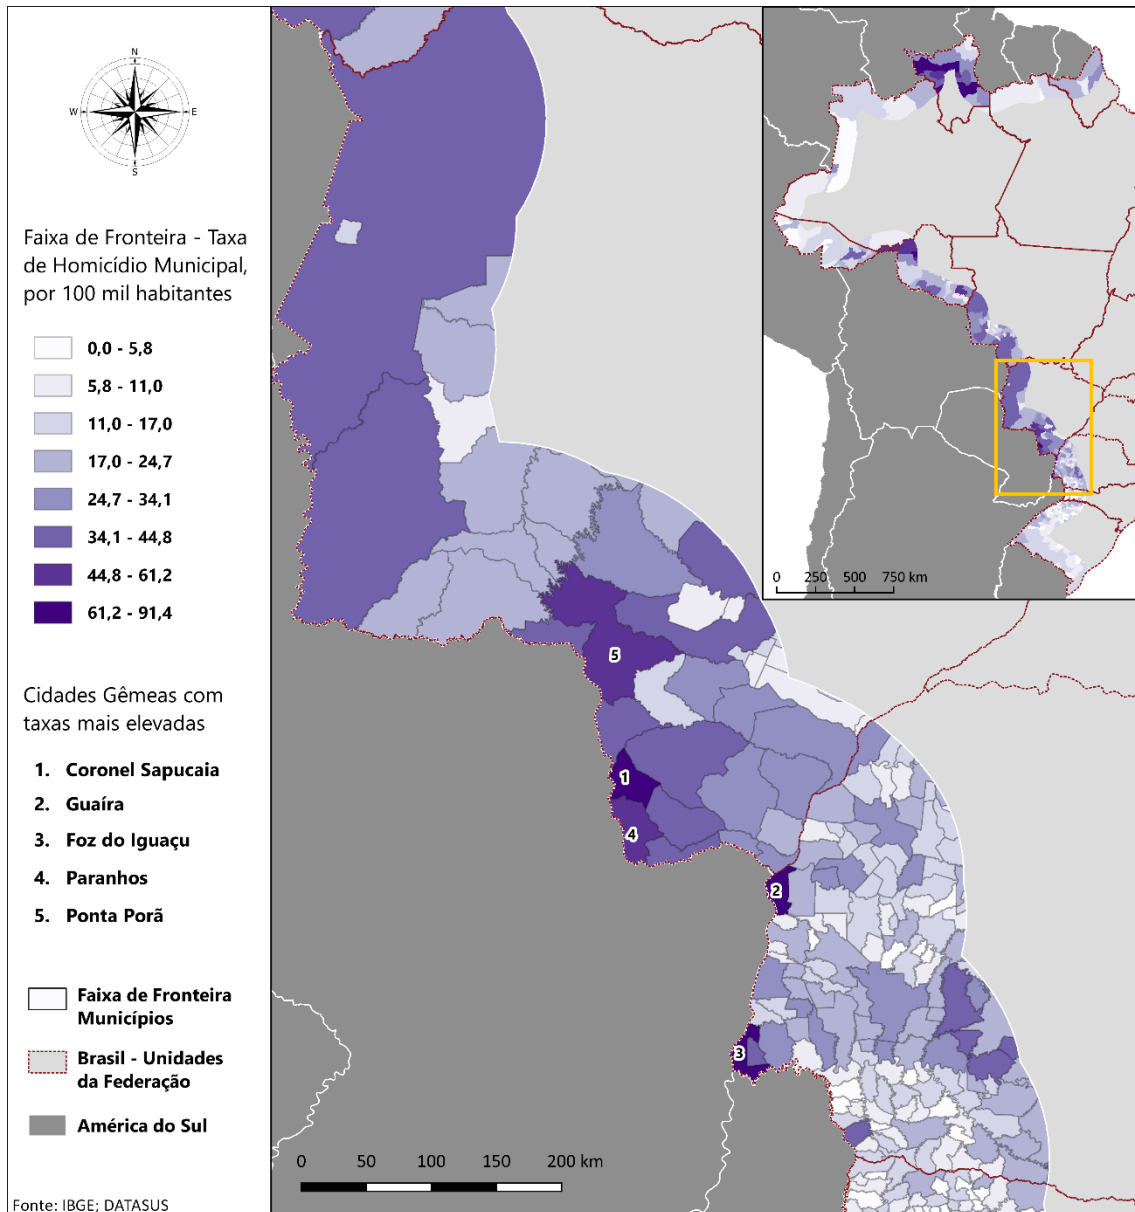 N
W
E
S
Faixa de Fronteira - Taxa
de Homicídio Municipal,
por 100 mil habitantes
0,0 - 5,8
5,8 - 11,0
11,0 - 17,0
17,0 - 24,7
24,7 - 34,1
34,1 - 44,8
44,8 - 61,2
61,2 - 91,4
Cidades Gêmeas com
taxas mais elevadas
1. Coronel Sapucaia
2. Guaíra
3. Foz do Iguaçu
4. Paranhos
5. Ponta Porã
Faixa de Fronteira
Municípios
Brasil - Unidades
da Federação
América do Sul
Fonte: IBGE; DATASUS
0 250 500 750 km
5
1
4
2
3
0 50 100 150 200 km